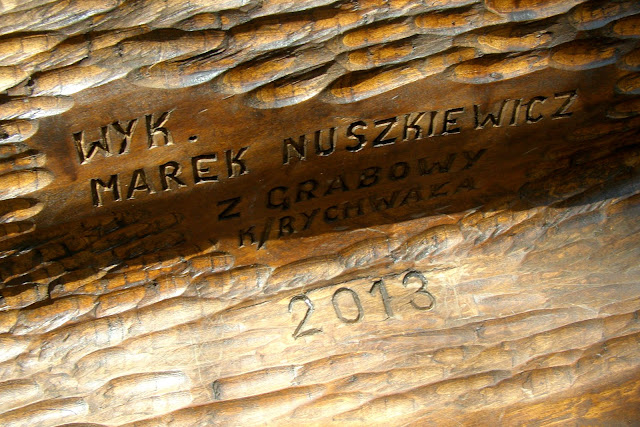 WYK.
MAREK NUSZKIEWICZ
Z GRABOWY
K/RYCHWAŁA
2013